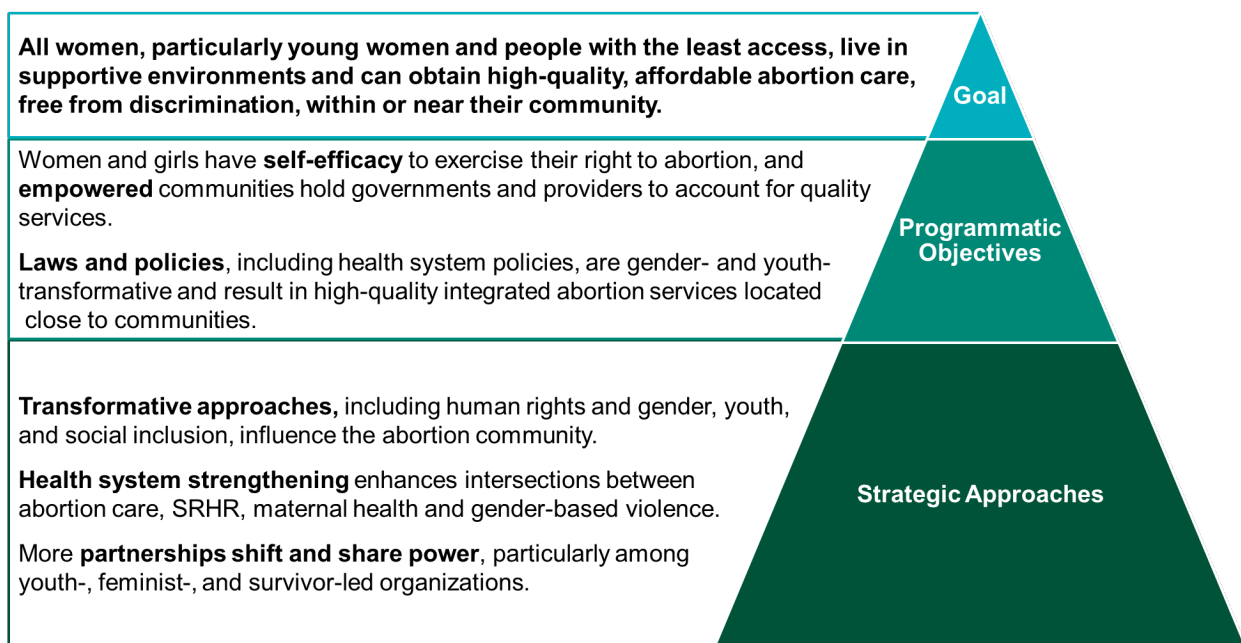 All women, particularly young women and people with the least access, live in
supportive environments and can obtain high-quality, affordable abortion care,
free from discrimination, within or near their community.
Goal
Women and girls have self-efficacy to exercise their right to abortion, and
empowered communities hold governments and providers to account for quality
services.
Laws and policies, including health system policies, are gender- and youth-
transformative and result in high-quality integrated abortion services located
close to communities.
Programmatic
Objectives
Transformative approaches, including human rights and gender, youth,
and social inclusion, influence the abortion community.
Health system strengthening enhances intersections between
abortion care, SRHR, maternal health and gender-based violence.
More partnerships shift and share power, particularly among
youth-, feminist-, and survivor-led organizations.
Strategic Approaches